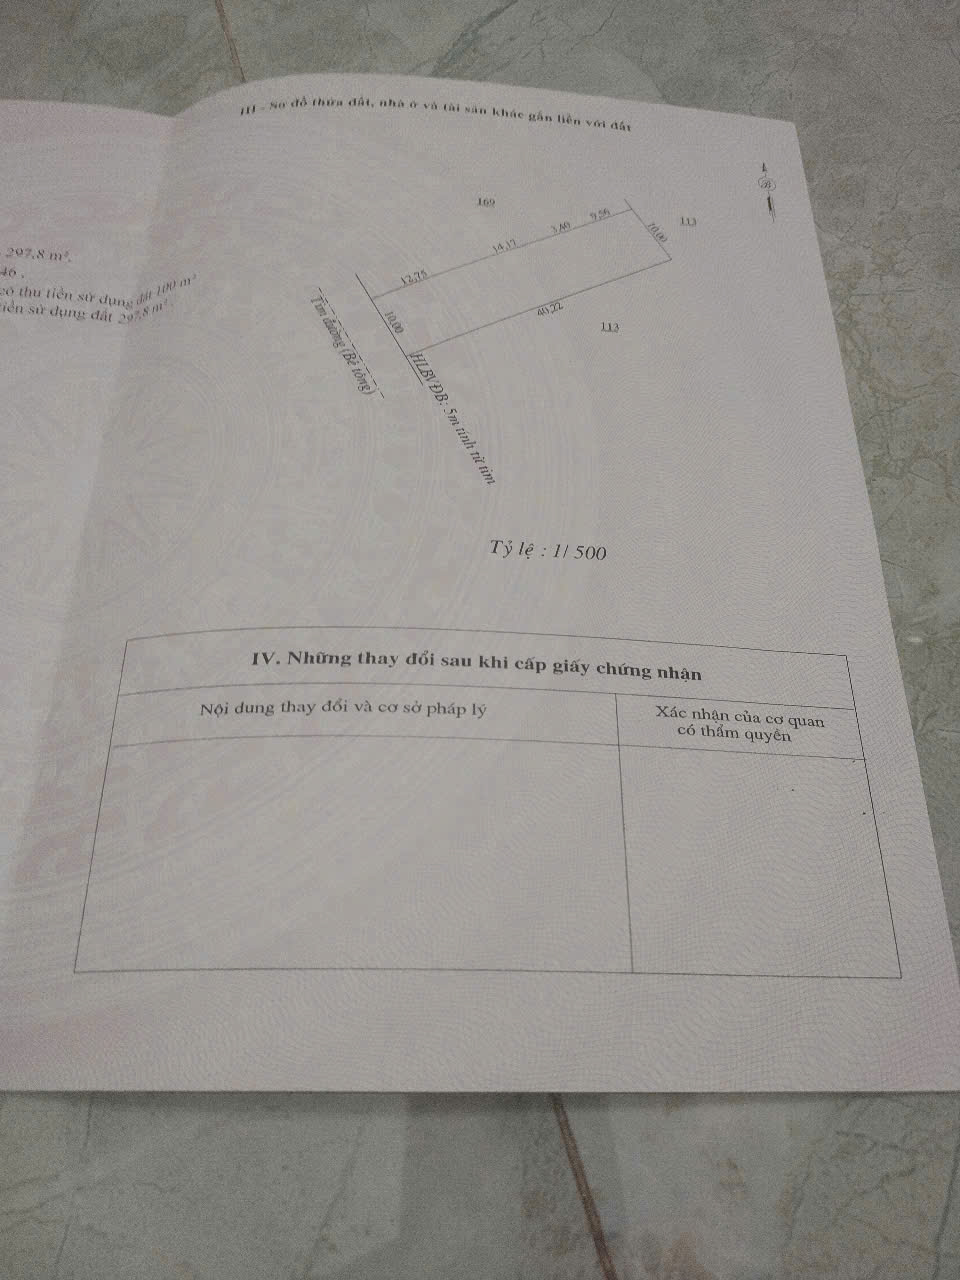 297,8 m².
46 .
có thu tiền sử dụng đất 100 m²
tiền sử dụng đất 297,8 m² .
III - Sơ đồ thửa đất, nhà ở và tài sản khác gắn liền với đất
B
169
113
12,75
14,17
3,80
9,56
10.00
10.00
40,22
113
Tim đường (Bê tông)
HLBVĐB: 5m tính từ tim
Tỷ lệ : 1/ 500
IV. Những thay đổi sau khi cấp giấy chứng nhận
Nội dung thay đổi và cơ sở pháp lý
Xác nhận của cơ quan
có thẩm quyền